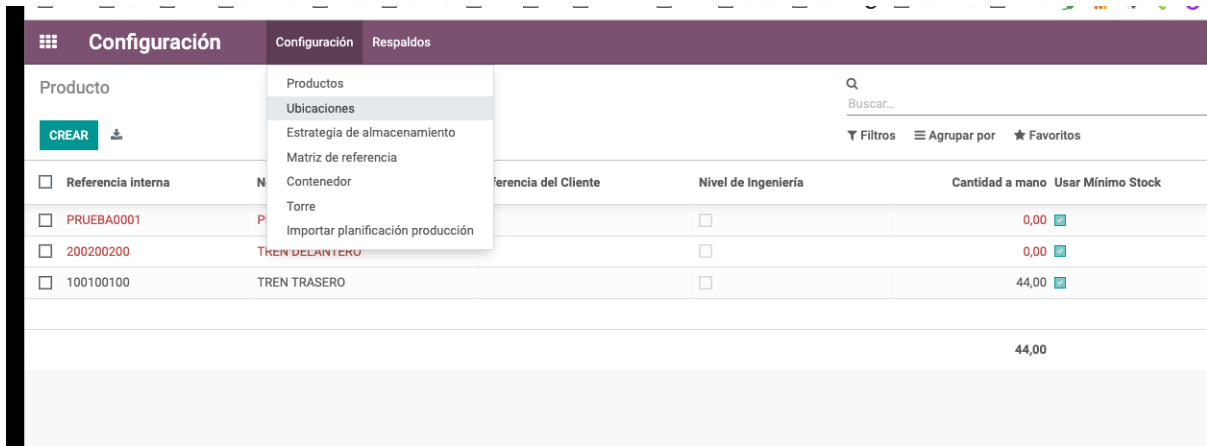 Configuración Configuración Respaldos
Producto
Productos
Ubicaciones
Estrategia de almacenamiento
Matriz de referencia
Contenedor
Torre
Importar planificación producción
Buscar...
CREAR
Filtros Agrupar por Favoritos
Referencia interna del Cliente Nivel de Ingeniería Cantidad a mano Usar Mínimo Stock
PRUEBA0001 0,00
200200200 TREN DELANTERO 0,00
100100100 TREN TRASERO 44,00
44,00